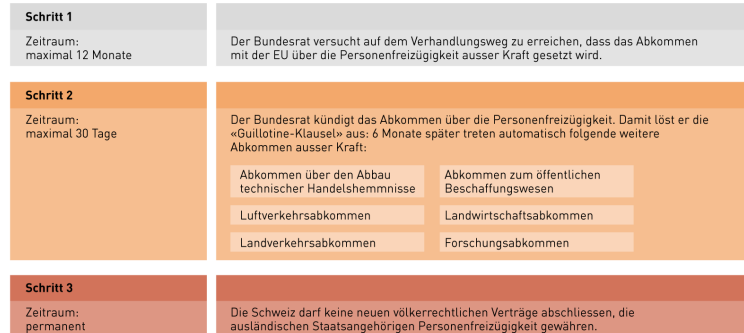 Schritt 1
Zeitraum:
maximal 12 Monate
Der Bundesrat versucht auf dem Verhandlungsweg zu erreichen, dass das Abkommen
mit der EU über die Personenfreizügigkeit ausser Kraft gesetzt wird.
Schritt 2
Zeitraum:
maximal 30 Tage
Der Bundesrat kündigt das Abkommen über die Personenfreizügigkeit. Damit löst er die
«Guillotine-Klausel» aus: 6 Monate später treten automatisch folgende weitere
Abkommen ausser Kraft:
Abkommen über den Abbau
technischer Handelshemmnisse
Abkommen zum öffentlichen
Beschaffungswesen
Luftverkehrsabkommen
Landwirtschaftsabkommen
Landverkehrsabkommen
Forschungsabkommen
Schritt 3
Zeitraum:
permanent
Die Schweiz darf keine neuen völkerrechtlichen Verträge abschliessen, die
ausländischen Staatsangehörigen Personenfreizügigkeit gewähren.